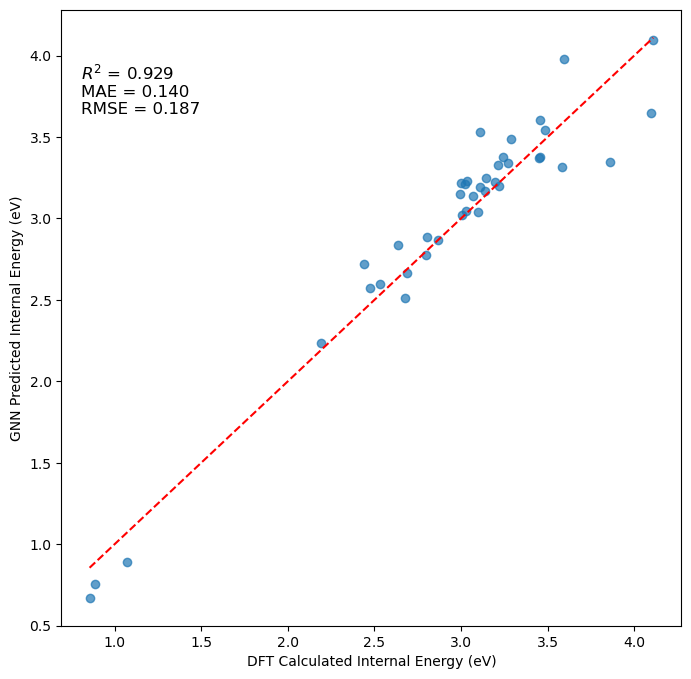 R² = 0.929
MAE = 0.140
RMSE = 0.187
GNN Predicted Internal Energy (eV)
4.0
3.5
3.0
2.5
2.0
1.5
1.0
0.5
1.0 1.5 2.0 2.5 3.0 3.5 4.0
DFT Calculated Internal Energy (eV)